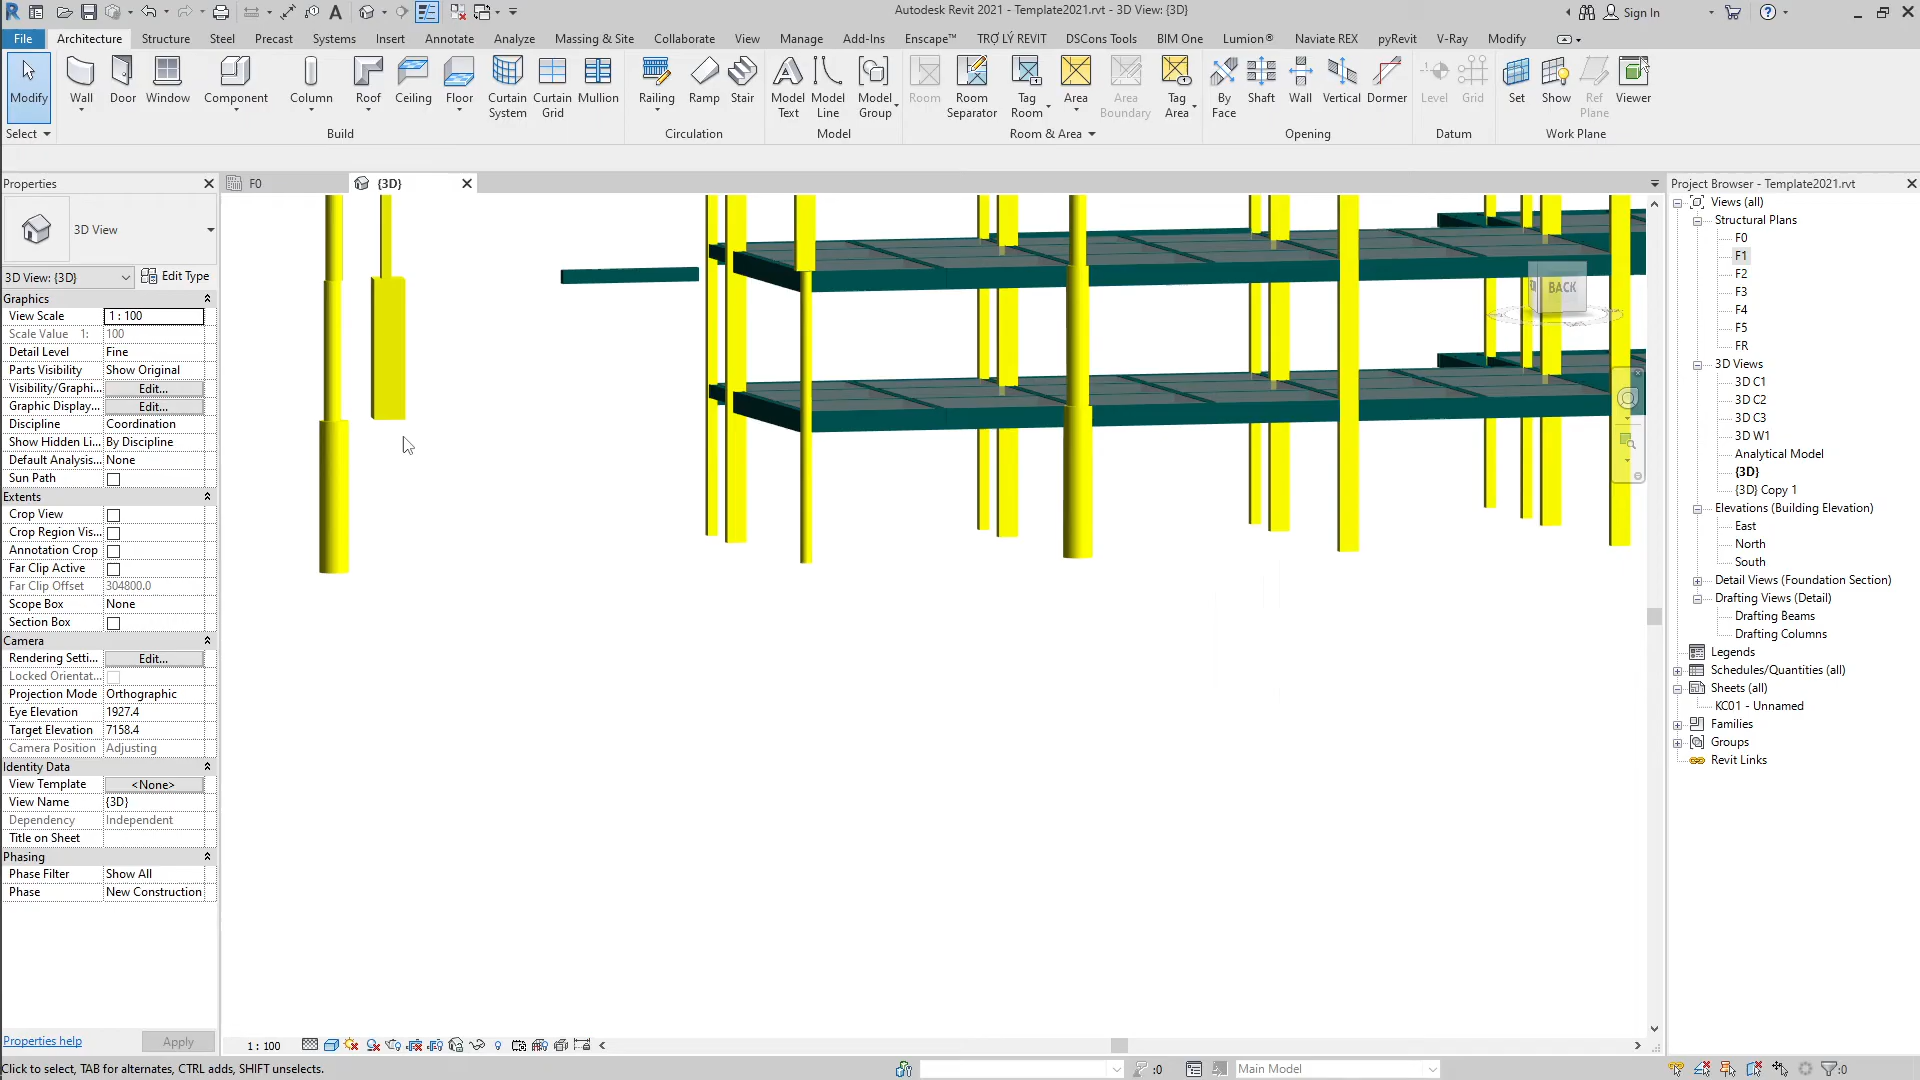 Autodesk Revit 2021 - Template2021.rvt - 3D View: {3D}
Sign In
File Architecture Structure Steel Precast Systems Insert Annotate Analyze Massing & Site Collaborate View Manage Add-Ins Enscape™ TRỢ LÝ REVIT DSCons Tools BIM One Lumion® Naviate REX pyRevit V-Ray Modify
Modify Wall Door Window Component Column Roof Ceiling Floor Curtain System Curtain Grid Mullion Railing Ramp Stair Model Text Model Line Model Group Room Room Separator Tag Room Area Area Boundary Tag Area By Face Shaft Wall Vertical Dormer Level Grid Set Show Ref Plane Viewer
Select Build Circulation Model Room & Area Opening Datum Work Plane
Properties
F0
{3D}
Project Browser - Template2021.rvt
3D View
3D View: {3D}
Edit Type
Graphics
View Scale 1 : 100
Scale Value 1: 100
Detail Level Fine
Parts Visibility Show Original
Visibility/Graphi... Edit...
Graphic Display... Edit...
Discipline Coordination
Show Hidden Li... By Discipline
Default Analysis... None
Sun Path
Extents
Crop View
Crop Region Vis...
Annotation Crop
Far Clip Active
Far Clip Offset 304800.0
Scope Box None
Section Box
Camera
Rendering Setti... Edit...
Locked Orientat...
Projection Mode Orthographic
Eye Elevation 1927.4
Target Elevation 7158.4
Camera Position Adjusting
Identity Data
View Template <None>
View Name {3D}
Dependency Independent
Title on Sheet
Phasing
Phase Filter Show All
Phase New Construction
Properties help
Apply
BACK
Views (all)
Structural Plans
F0
F1
F2
F3
F4
F5
FR
3D Views
3D C1
3D C2
3D C3
3D W1
Analytical Model
{3D}
{3D} Copy 1
Elevations (Building Elevation)
East
North
South
Detail Views (Foundation Section)
Drafting Views (Detail)
Drafting Beams
Drafting Columns
Legends
Schedules/Quantities (all)
Sheets (all)
KC01 - Unnamed
Families
Groups
Revit Links
1 : 100
Click to select, TAB for alternates, CTRL adds, SHIFT unselects.
:0
Main Model
:0